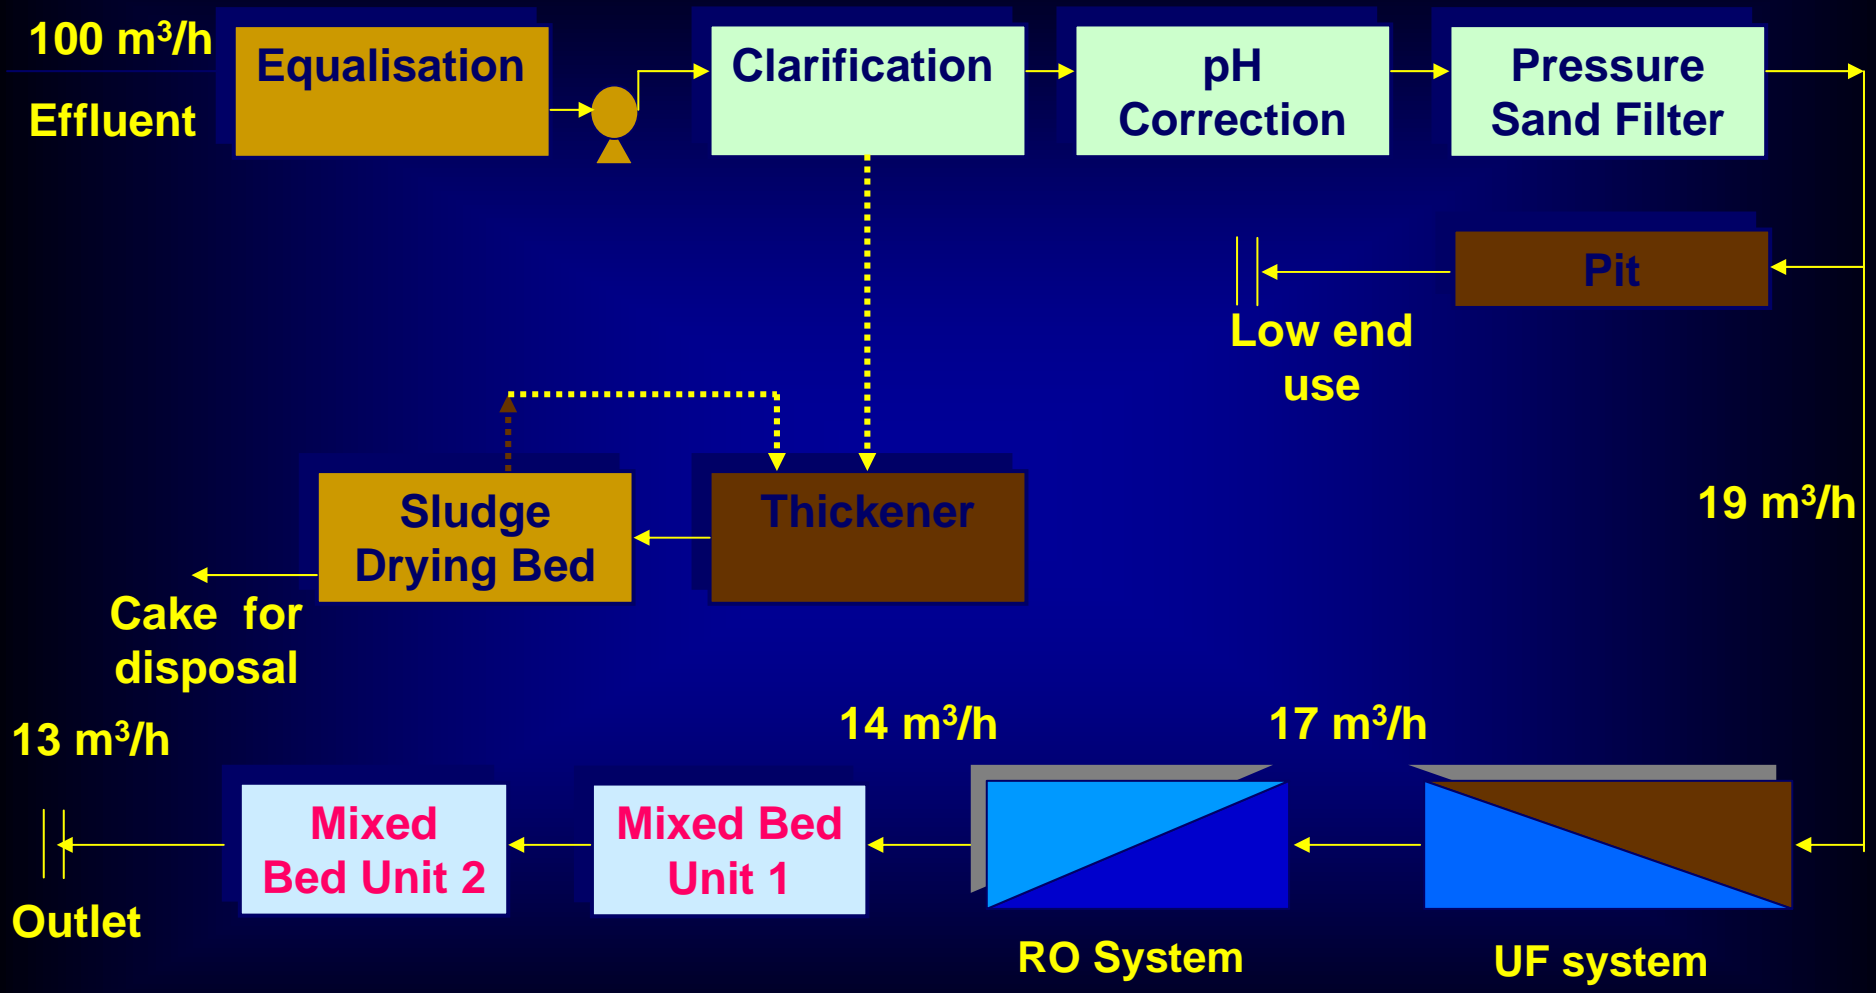 100 m³/h
Effluent
Equalisation
Clarification
pH
Correction
Pressure
Sand Filter
Pit
Low end
use
19 m³/h
Sludge
Drying Bed
Thickener
Cake for
disposal
13 m³/h
14 m³/h
17 m³/h
Mixed
Bed Unit 2
Mixed Bed
Unit 1
Outlet
RO System
UF system